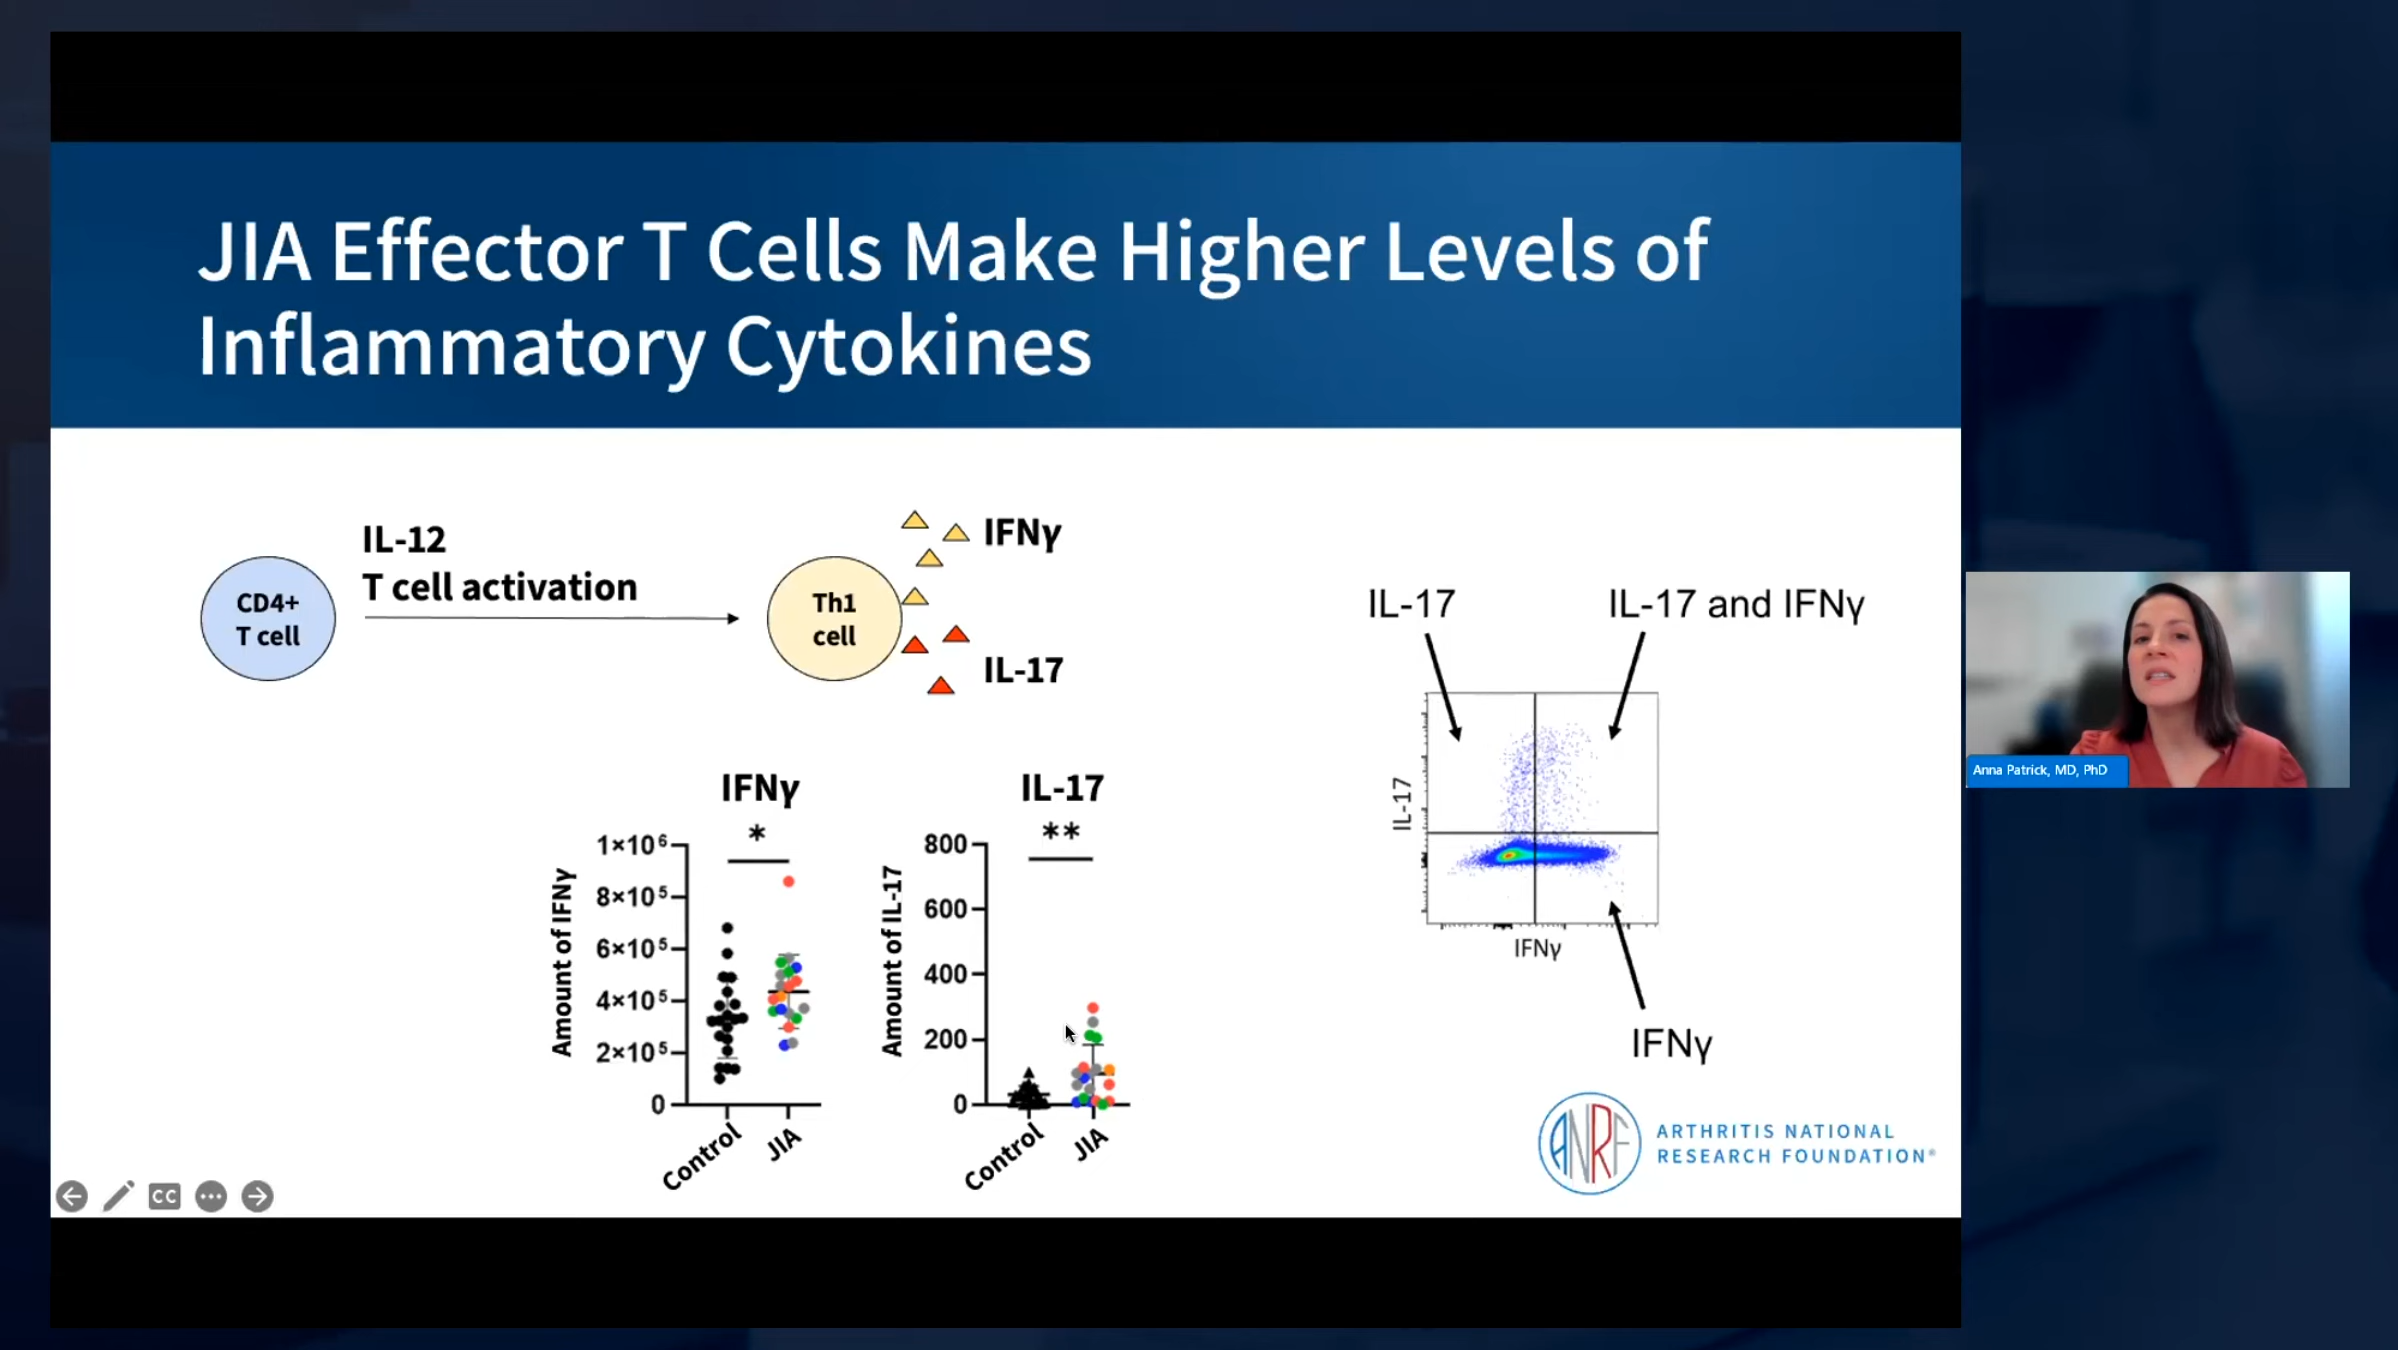 JIA Effector T Cells Make Higher Levels of
Inflammatory Cytokines
CD4+
T cell
IL-12
T cell activation
Th1
cell
IFNγ
IL-17
IL-17
IL-17 and IFNγ
IL-17
IFNγ
IFNγ
IFNγ
*
Amount of IFNγ
1×10⁶
8×10⁵
6×10⁵
4×10⁵
2×10⁵
0
Control
JIA
IL-17
**
Amount of IL-17
800
600
400
200
0
Control
JIA
ANRF
ARTHRITIS NATIONAL
RESEARCH FOUNDATION®
CC
Anna Patrick, MD, PhD